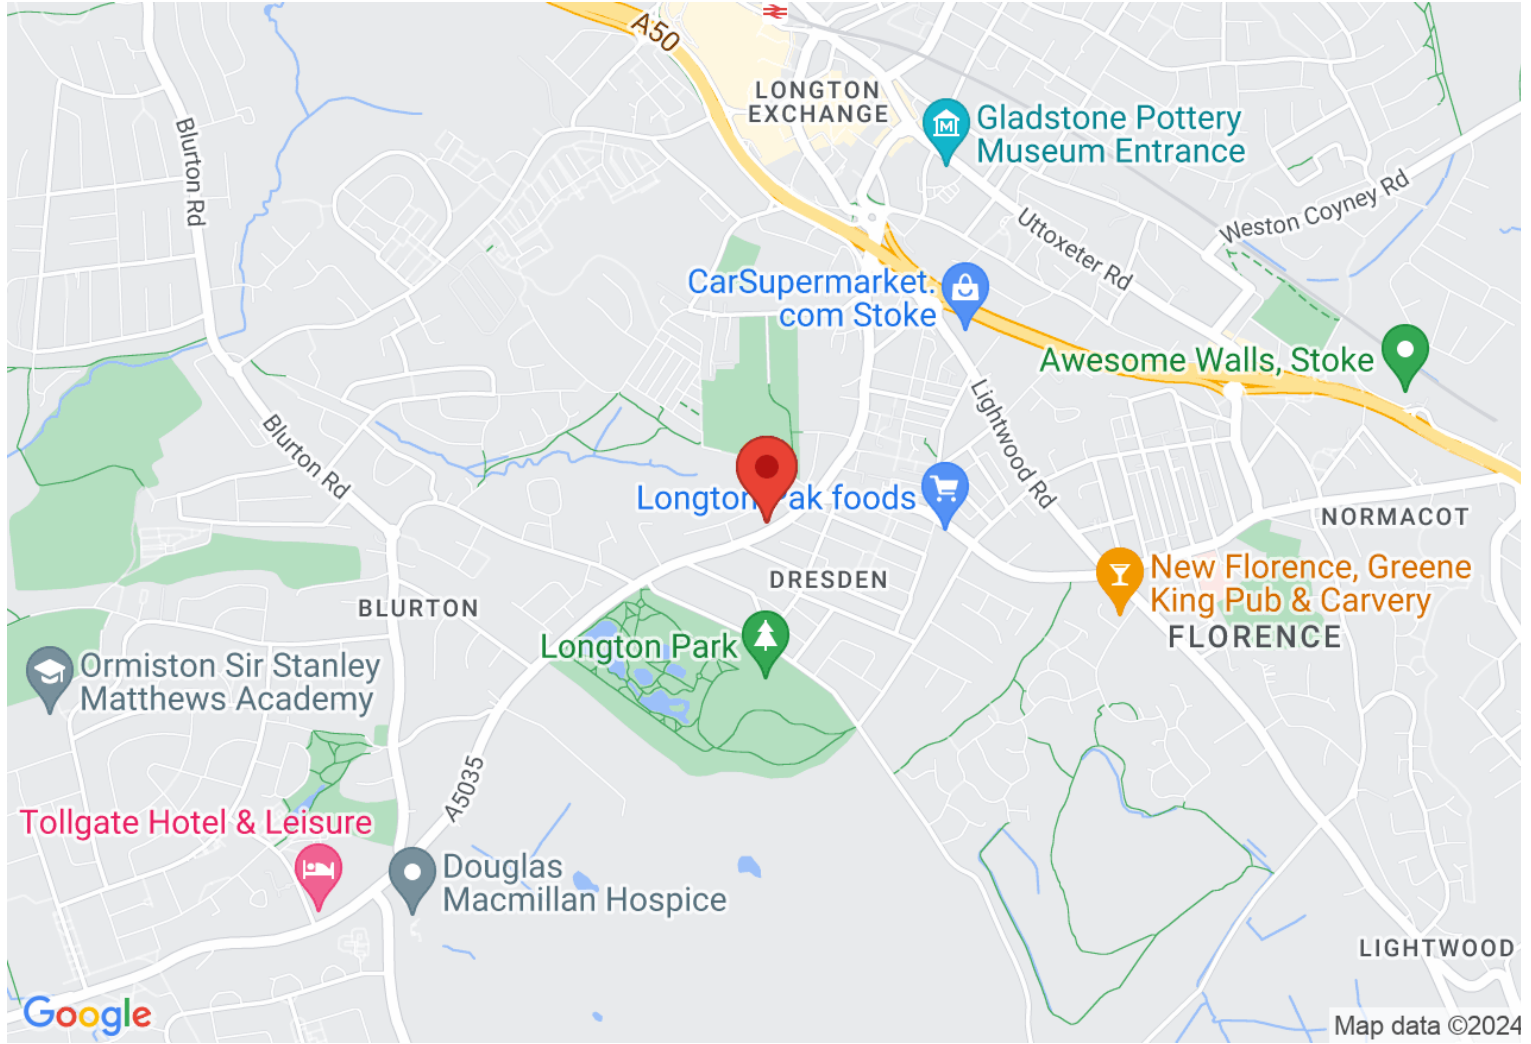 A50
LONGTON
EXCHANGE
Gladstone Pottery
Museum Entrance
Blurton Rd
Weston Coyney Rd
Uttoxeter Rd
CarSupermarket.
com Stoke
Awesome Walls, Stoke
Lightwood Rd
Blurton Rd
Longton Pak foods
NORMACOT
DRESDEN
New Florence, Greene
King Pub & Carvery
BLURTON
FLORENCE
Longton Park
Ormiston Sir Stanley
Matthews Academy
A5035
Tollgate Hotel & Leisure
Douglas
Macmillan Hospice
LIGHTWOOD
Google
Map data ©2024